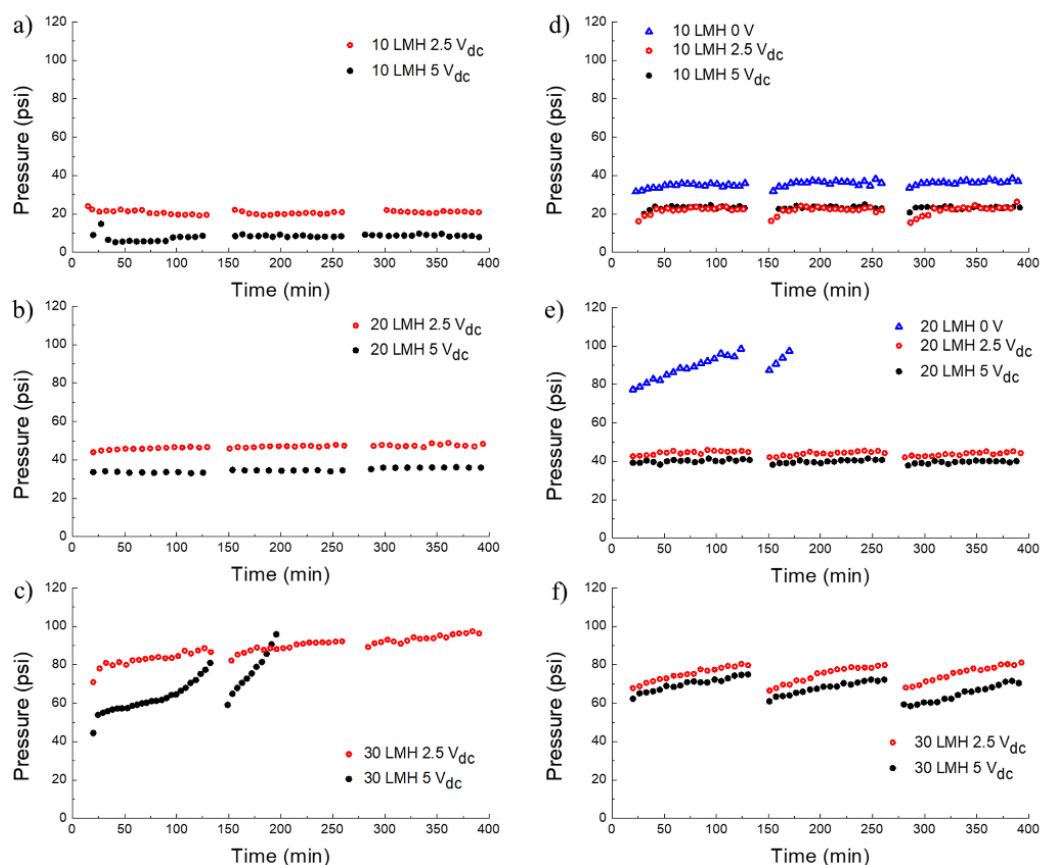 a)
120
100
80
60
40
20
0
Pressure (psi)
10 LMH 2.5 Vdc
10 LMH 5 Vdc
0 50 100 150 200 250 300 350 400
Time (min)
b)
120
100
80
60
40
20
0
Pressure (psi)
20 LMH 2.5 Vdc
20 LMH 5 Vdc
0 50 100 150 200 250 300 350 400
Time (min)
c)
120
100
80
60
40
20
0
Pressure (psi)
30 LMH 2.5 Vdc
30 LMH 5 Vdc
0 50 100 150 200 250 300 350 400
Time (min)
d)
120
100
80
60
40
20
0
Pressure (psi)
10 LMH 0 V
10 LMH 2.5 Vdc
10 LMH 5 Vdc
0 50 100 150 200 250 300 350 400
Time (min)
e)
120
100
80
60
40
20
0
Pressure (psi)
20 LMH 0 V
20 LMH 2.5 Vdc
20 LMH 5 Vdc
0 50 100 150 200 250 300 350 400
Time (min)
f)
120
100
80
60
40
20
0
Pressure (psi)
30 LMH 2.5 Vdc
30 LMH 5 Vdc
0 50 100 150 200 250 300 350 400
Time (min)